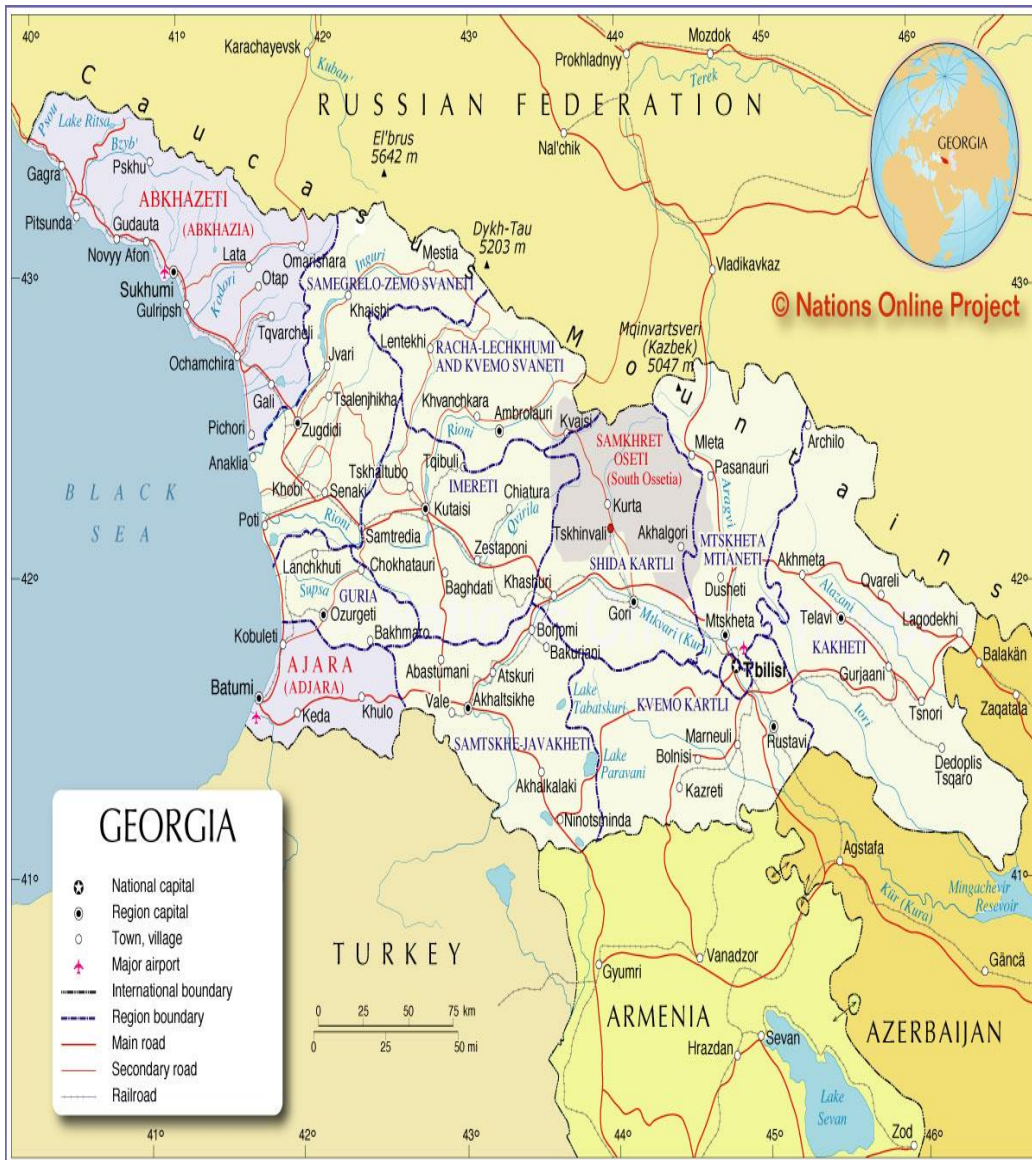 40°
41°
42°
43°
44°
45°
46°
Karachayevsk
Kuban'
Prokhladnyy
Mozdok
Terek
RUSSIAN FEDERATION
Caucasus Mountains
GEORGIA
Psou
Lake Ritsa
Bzyb'
Pskhu
Gagra
El'brus
5642 m
Nal'chik
ABKHAZETI
(ABKHAZIA)
Pitsunda
Gudauta
Novyy Afon
Lata
Omarishara
Dykh-Tau
5203 m
Mestia
Inguri
Vladikavkaz
43°
43°
Otap
Kodori
Sukhumi
Gulripsh
SAMEGRELO-ZEMO SVANETI
Khaishi
© Nations Online Project
Tqvarcheli
Mqinvartsveri
(Kazbek)
5047 m
Lentekhi
RACHA-LECHKHUMI
AND KVEMO SVANETI
Ochamchira
Jvari
Gali
Tsalenjhikha
Khvanchkara
Ambrolauri
Kvaisi
Rioni
Pichori
Zugdidi
SAMKHRET
OSETI
(South Ossetia)
Mleta
Pasanauri
Archilo
Anaklia
Tskhaltubo
Tqibuli
IMERETI
Chiatura
Kurta
Aragvi
BLACK
SEA
Khobi
Senaki
Kutaisi
Qvirila
Poti
Rioni
Samtredia
Tskhinvali
Akhalgori
MTSKHETA
MTIANETI
Zestaponi
Lanchkhuti
Chokhatauri
SHIDA KARTLI
Akhmeta
42°
42°
Supsa
GURIA
Baghdati
Khashuri
Dusheti
Alazani
Qvareli
Ozurgeti
Gori
Mtkvari (Kura)
Mtskheta
Telavi
Lagodekhi
Kobuleti
Bakhmaro
Borjomi
Bakuriani
KAKHETI
Balakän
AJARA
(ADJARA)
Abastumani
Atskuri
Tbilisi
Gurjaani
Batumi
Keda
Khulo
Vale
Akhaltsikhe
Lake
Tabatskuri
KVEMO KARTLI
Iori
Tsnori
Zaqatala
SAMTSKHE-JAVAKHETI
Marneuli
Rustavi
Lake
Paravani
Bolnisi
Dedoplis
Tsqaro
Akhalkalaki
Kazreti
Ninotsminda
41°
41°
Agstafa
Mingachevir
Resevoir
Kür (Kura)
GEORGIA
National capital
Region capital
Town, village
Major airport
International boundary
Region boundary
Main road
Secondary road
Railroad
TURKEY
0 25 50 75 km
0 25 50 mi
Gyumri
Vanadzor
Gäncä
ARMENIA
AZERBAIJAN
Hrazdan
Sevan
Lake
Sevan
Zod
41°
42°
43°
44°
45°
46°